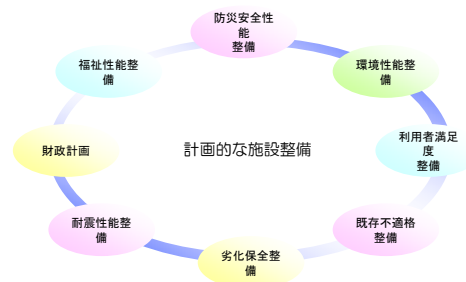 防災安全性
能
整備
環境性能整
備
利用者満足
度
整備
既存不適格
整備
劣化保全整
備
耐震性能整
備
財政計画
福祉性能整
備
計画的な施設整備